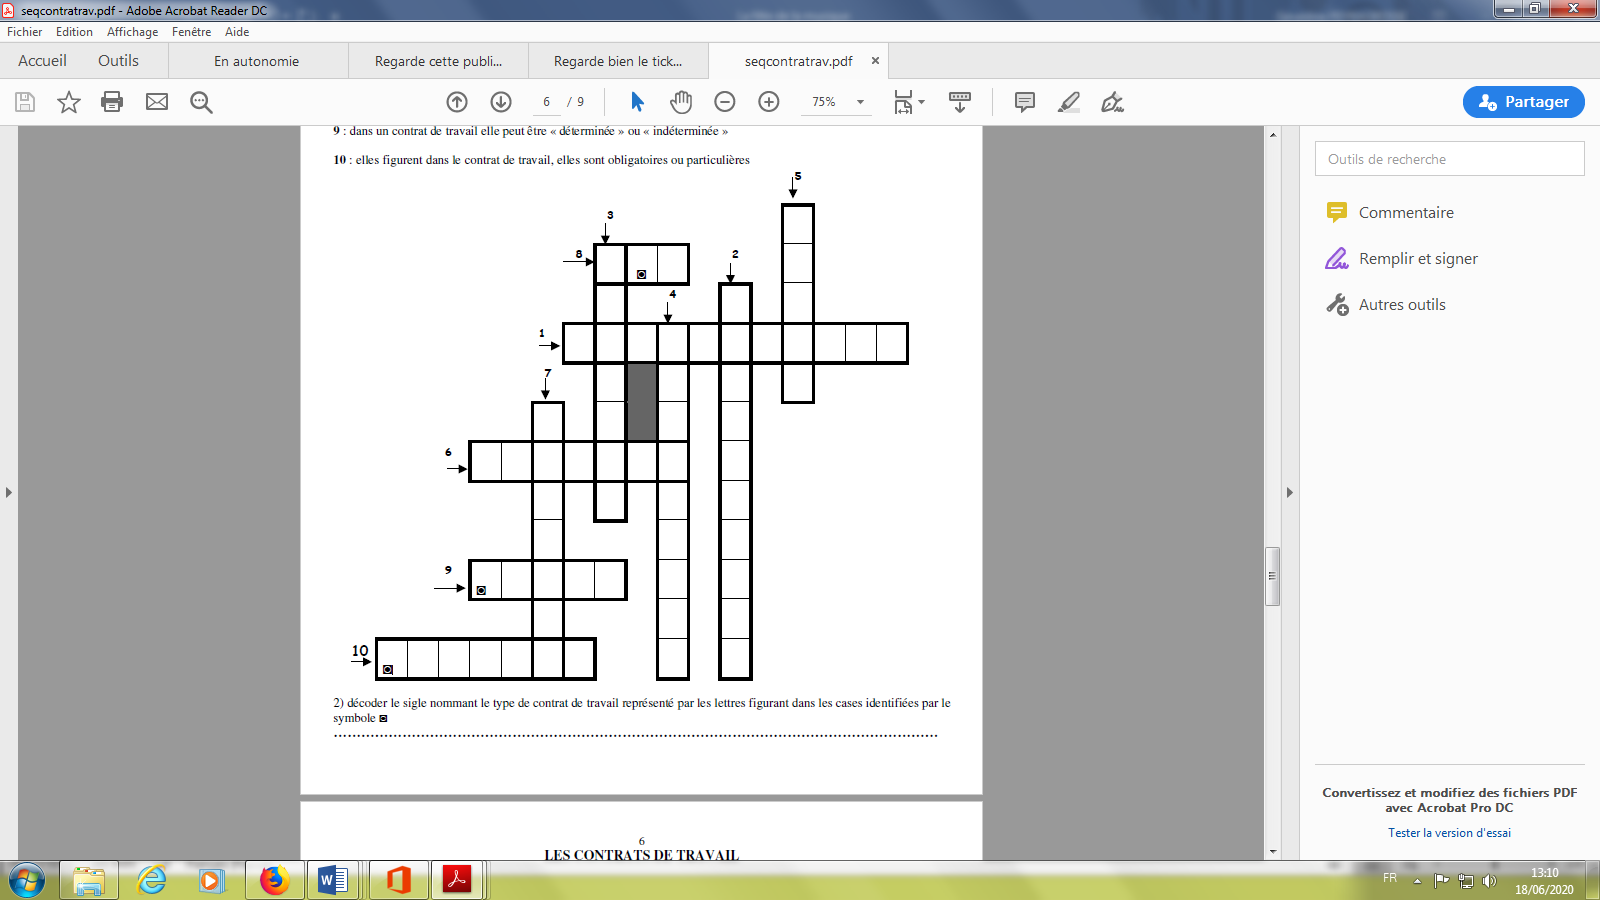 seqcontratrav.pdf - Adobe Acrobat Reader DC
Fichier Edition Affichage Fenêtre Aide
Accueil Outils En autonomie Regarde cette publi... Regarde bien le tick... seqcontratrav.pdf ×
6 / 9 75% Partager
9 : dans un contrat de travail elle peut être « déterminée » ou « indéterminée »
10 : elles figurent dans le contrat de travail, elles sont obligatoires ou particulières
5
3
8
2
4
1
7
6
9
10
2) décoder le sigle nommant le type de contrat de travail représenté par les lettres figurant dans les cases identifiées par le
symbole ◙
6
LES CONTRATS DE TRAVAIL
Outils de recherche
Commentaire
Remplir et signer
Autres outils
Convertissez et modifiez des fichiers PDF
avec Acrobat Pro DC
Tester la version d'essai
FR
13:10
18/06/2020